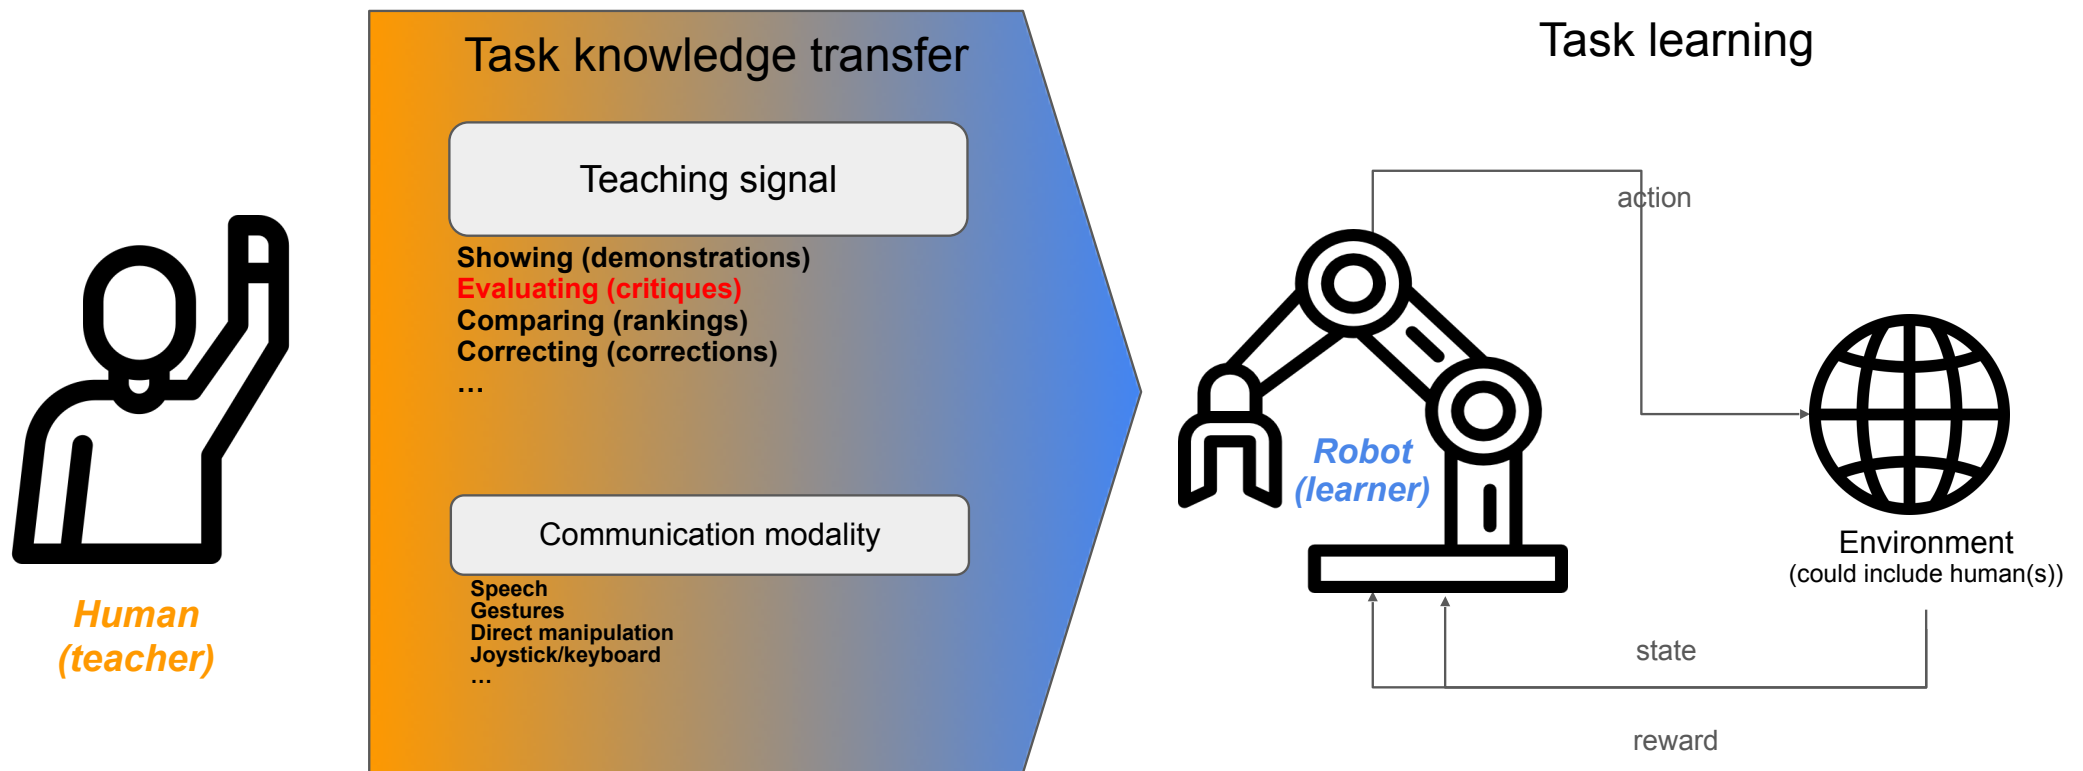 Task knowledge transfer
Teaching signal
Showing (demonstrations)
Evaluating (critiques)
Comparing (rankings)
Correcting (corrections)
…
Communication modality
Speech
Gestures
Direct manipulation
Joystick/keyboard
…
Human
(teacher)
Task learning
action
Robot
(learner)
Environment
(could include human(s))
state
reward